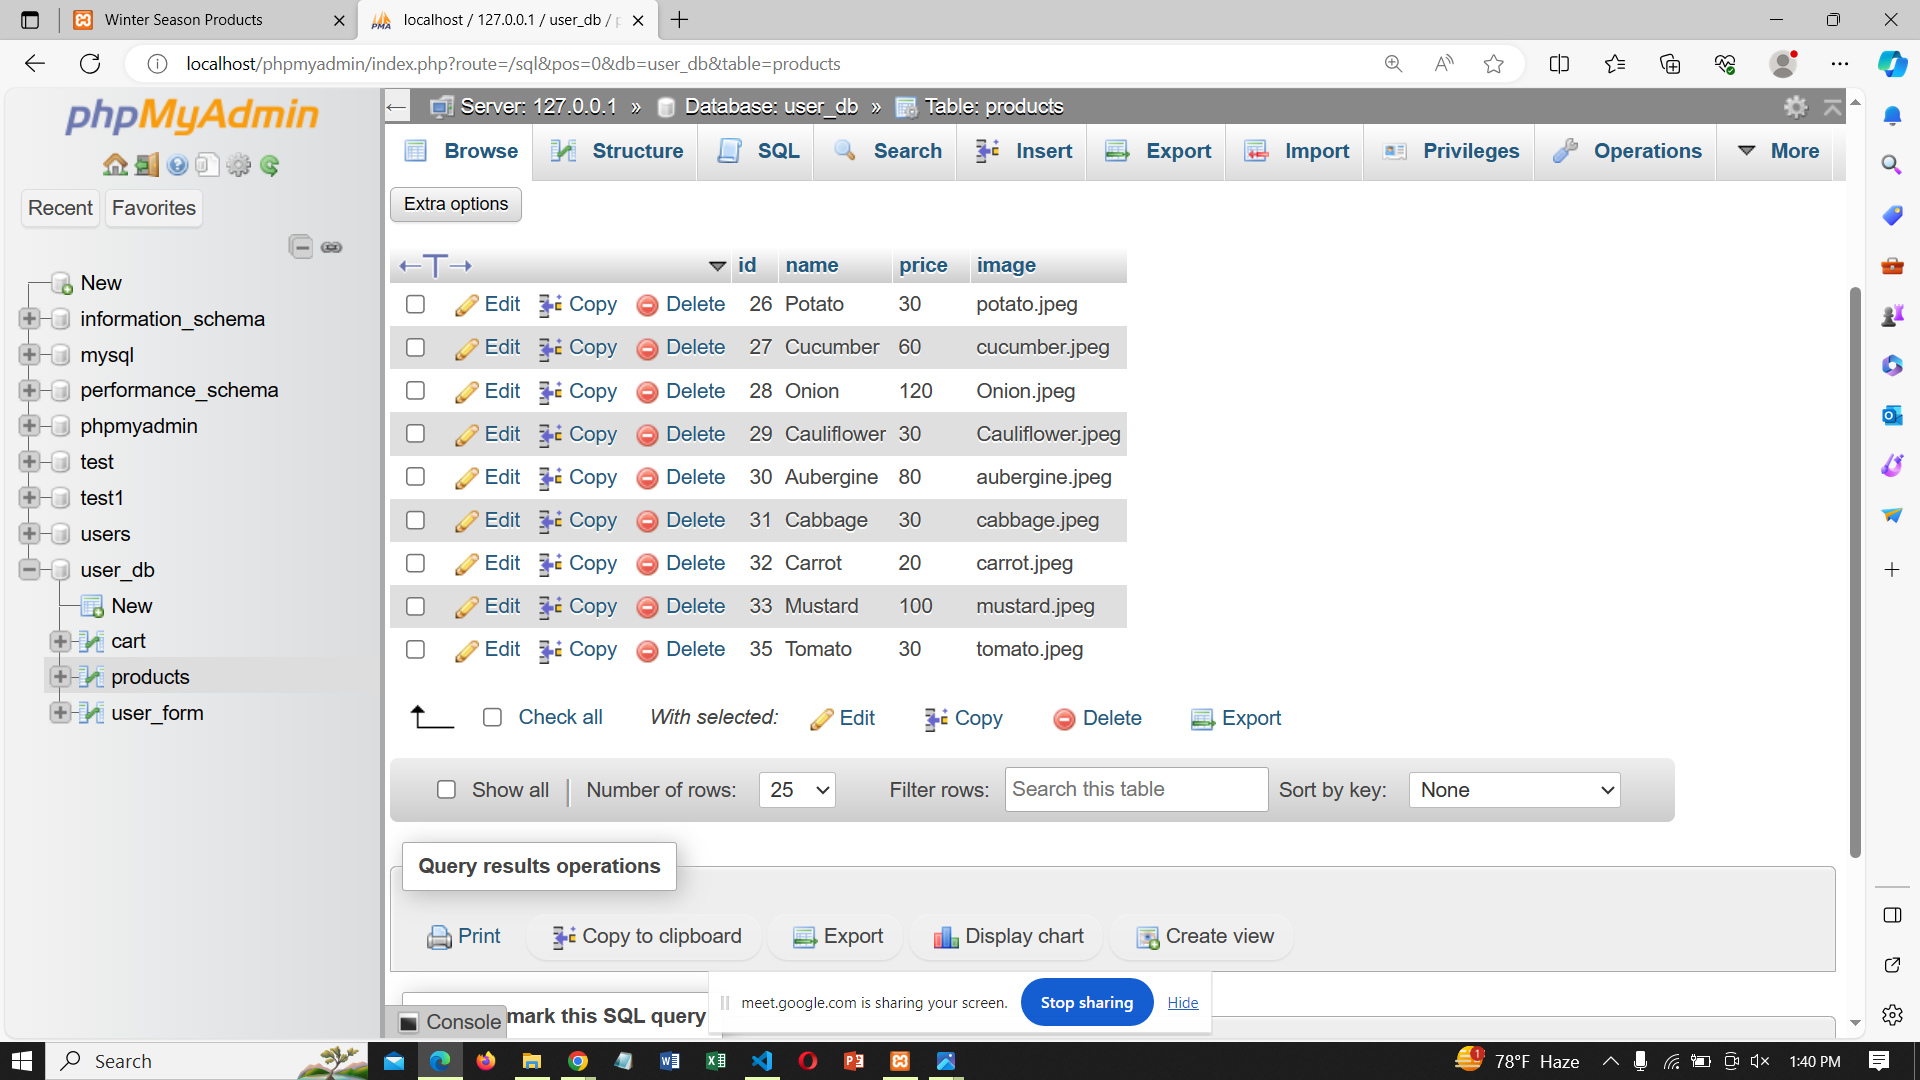 Winter Season Products
localhost / 127.0.0.1 / user_db / p
localhost/phpmyadmin/index.php?route=/sql&pos=0&db=user_db&table=products
phpMyAdmin
Recent Favorites
New
information_schema
mysql
performance_schema
phpmyadmin
test
test1
users
user_db
New
cart
products
user_form
Server: 127.0.0.1 » Database: user_db » Table: products
Browse Structure SQL Search Insert Export Import Privileges Operations More
Extra options
id name price image
Edit Copy Delete 26 Potato 30 potato.jpeg
Edit Copy Delete 27 Cucumber 60 cucumber.jpeg
Edit Copy Delete 28 Onion 120 Onion.jpeg
Edit Copy Delete 29 Cauliflower 30 Cauliflower.jpeg
Edit Copy Delete 30 Aubergine 80 aubergine.jpeg
Edit Copy Delete 31 Cabbage 30 cabbage.jpeg
Edit Copy Delete 32 Carrot 20 carrot.jpeg
Edit Copy Delete 33 Mustard 100 mustard.jpeg
Edit Copy Delete 35 Tomato 30 tomato.jpeg
Check all With selected: Edit Copy Delete Export
Show all Number of rows: 25 Filter rows: Search this table Sort by key: None
Query results operations
Print Copy to clipboard Export Display chart Create view
meet.google.com is sharing your screen. Stop sharing Hide
Console mark this SQL query
Search
78°F Haze 1:40 PM